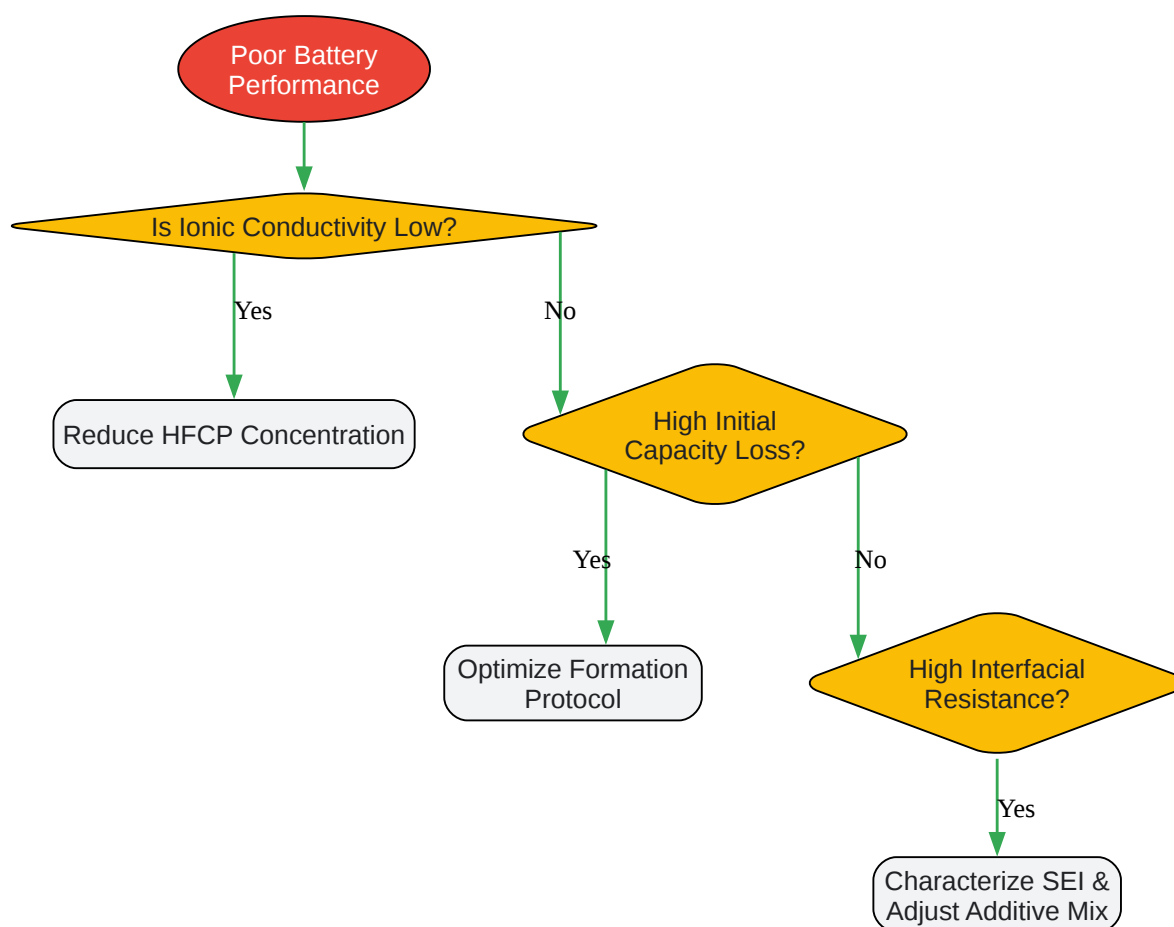 Poor Battery
Performance
Is Ionic Conductivity Low?
Yes
No
Reduce HFCP Concentration
High Initial
Capacity Loss?
Yes
No
Optimize Formation
Protocol
High Interfacial
Resistance?
Yes
Characterize SEI &
Adjust Additive Mix